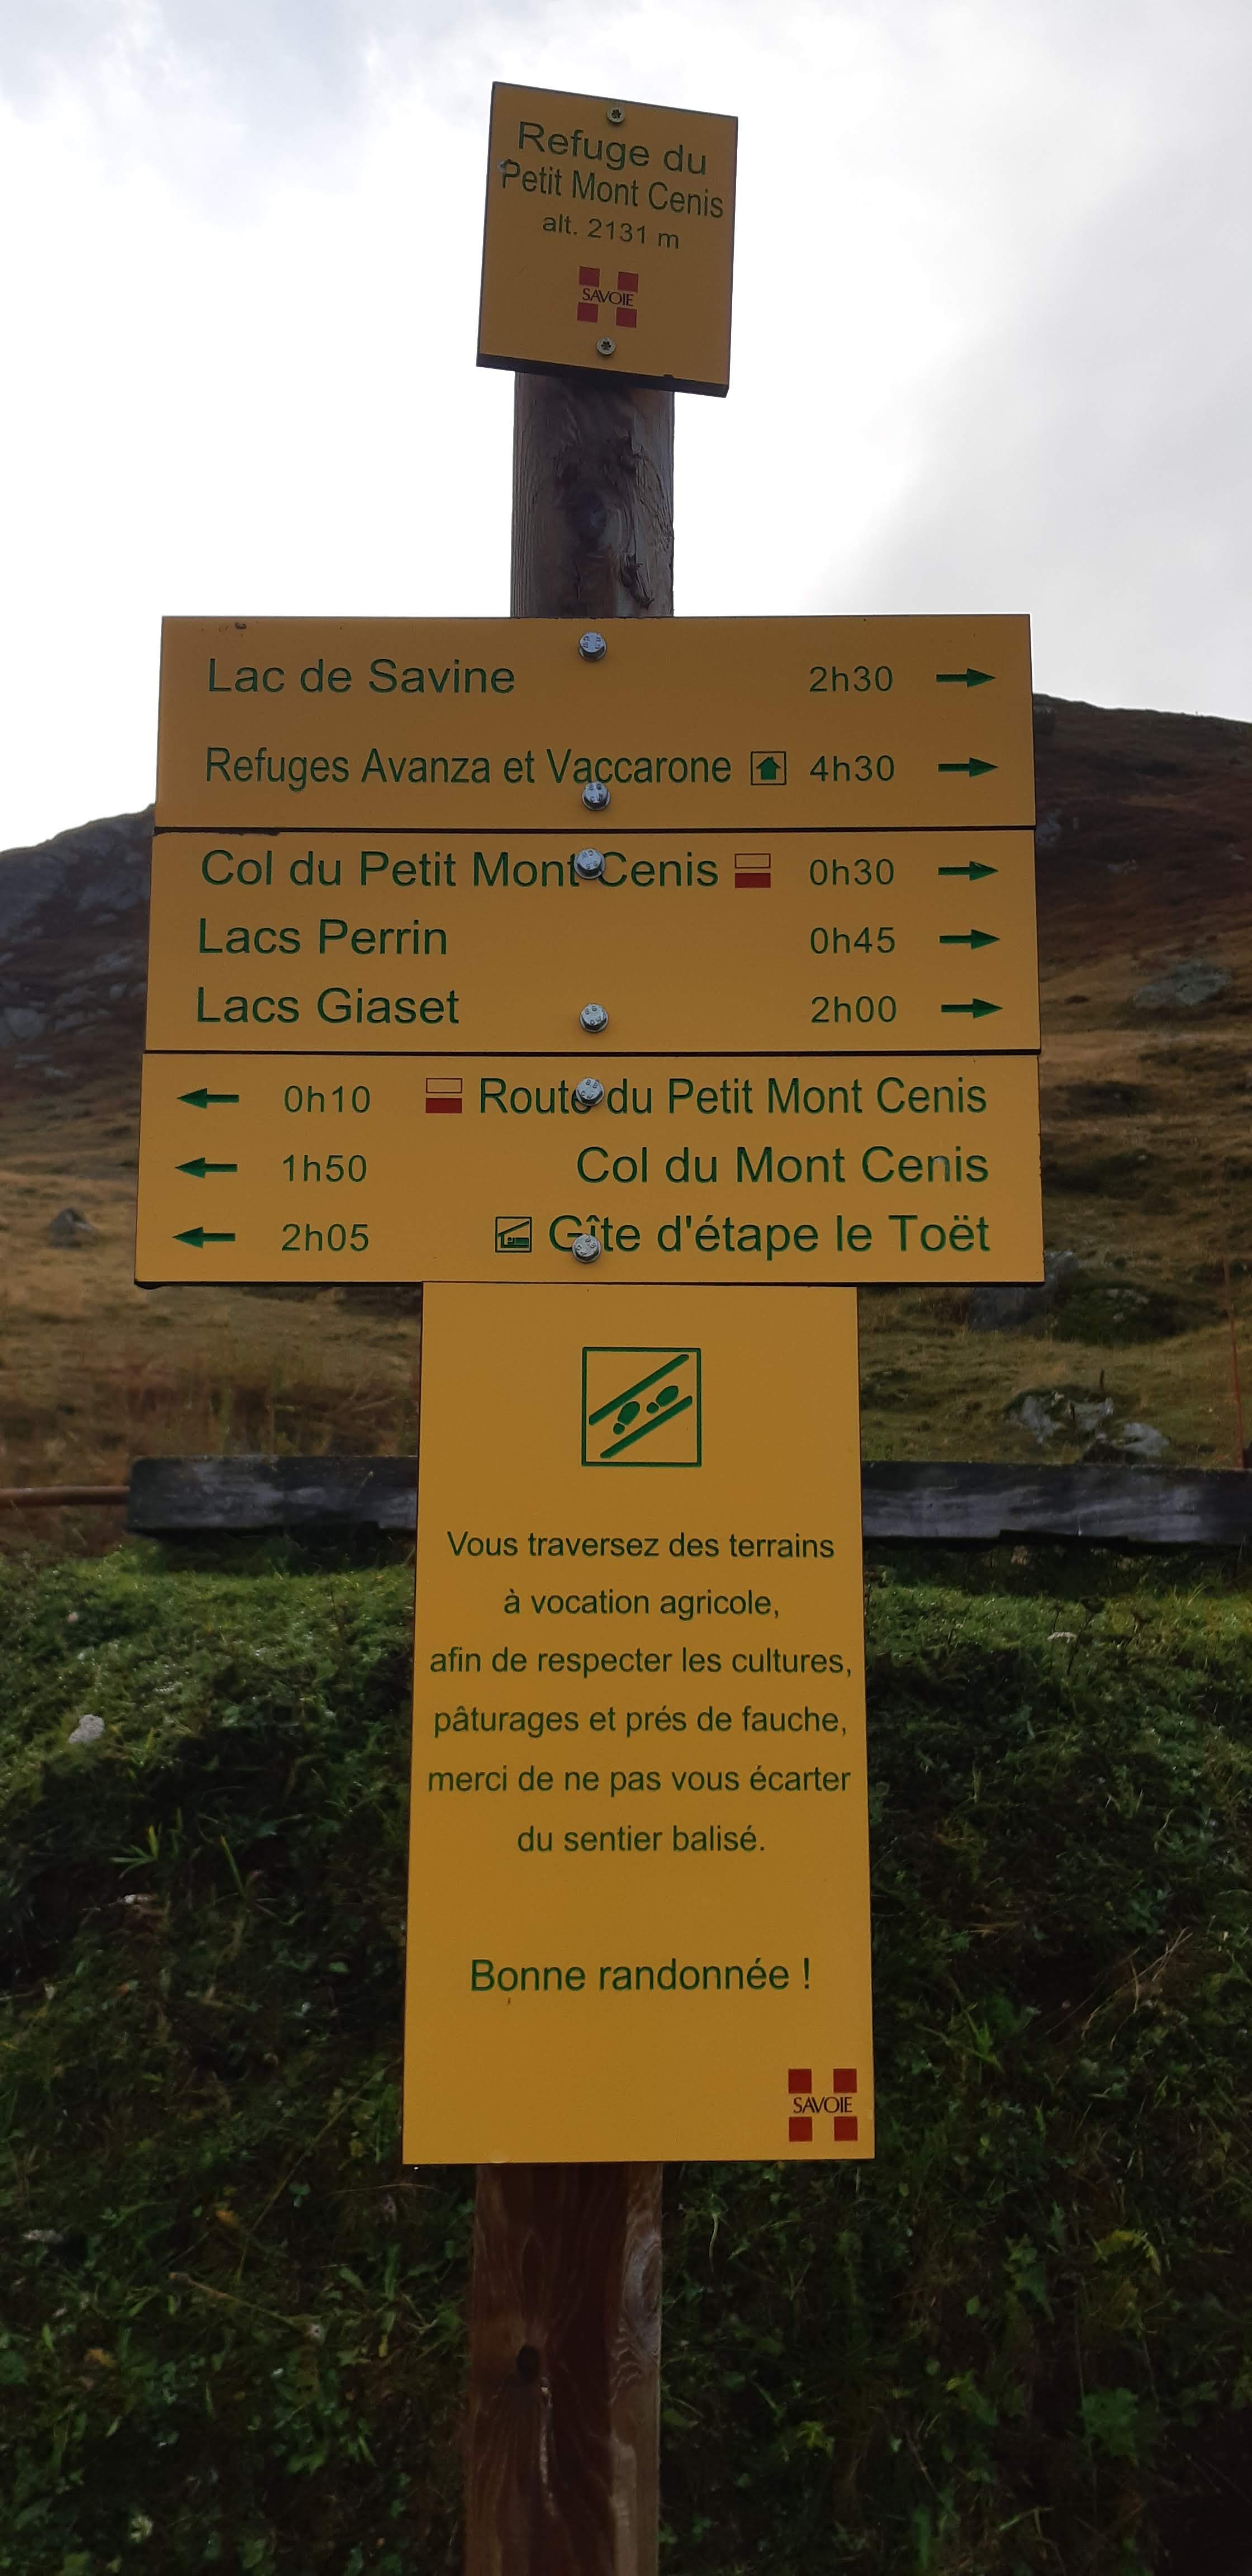 Refuge du
Petit Mont Cenis
alt. 2131 m
SAVOIE
Lac de Savine 2h30
Refuges Avanza et Vaccarone 4h30
Col du Petit Mont Cenis 0h30
Lacs Perrin 0h45
Lacs Giaset 2h00
0h10 Route du Petit Mont Cenis
1h50 Col du Mont Cenis
2h05 Gîte d'étape le Toët
Vous traversez des terrains
à vocation agricole,
afin de respecter les cultures,
pâturages et prés de fauche,
merci de ne pas vous écarter
du sentier balisé.
Bonne randonnée !
SAVOIE